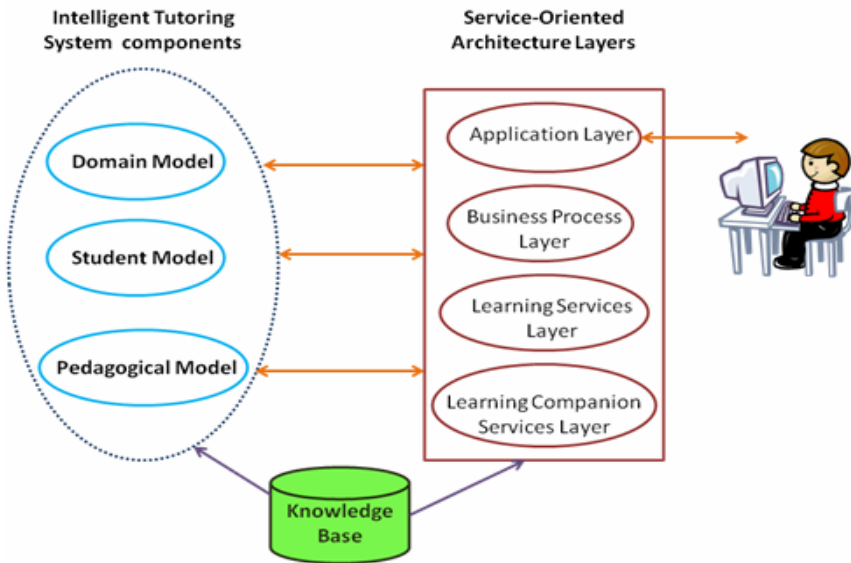 Intelligent Tutoring
System components
Service-Oriented
Architecture Layers
Domain Model
Student Model
Pedagogical Model
Application Layer
Business Process
Layer
Learning Services
Layer
Learning Companion
Services Layer
Knowledge
Base